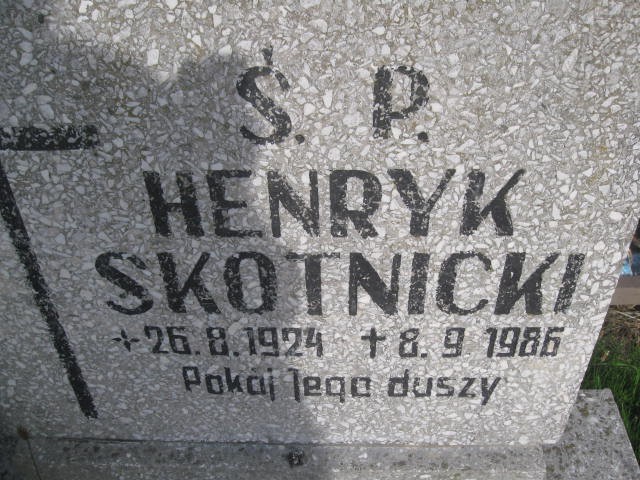 Ś. P.
HENRYK
SKOTNICKI
+ 26.8.1924 + 8.9 1986
Pokój Jego duszy